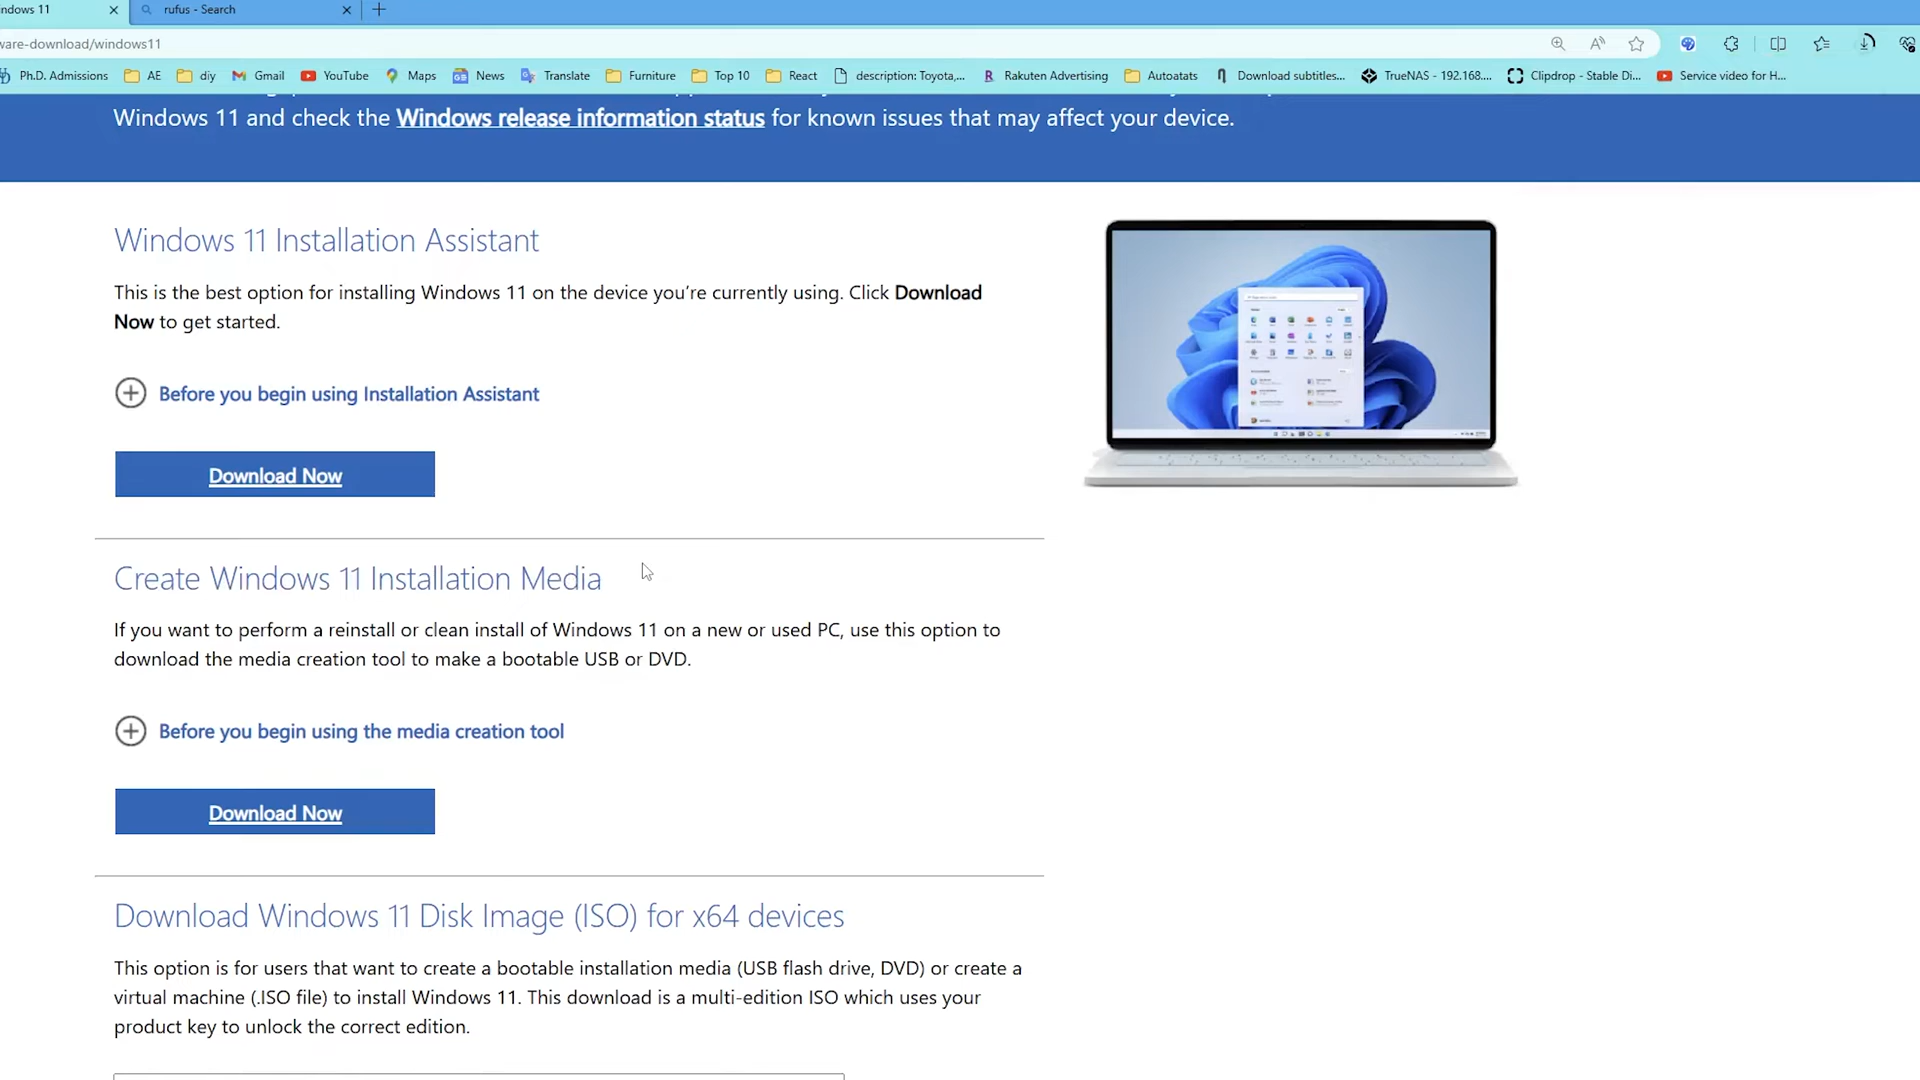 ndows 11
rufus - Search
ware-download/windows11
Ph.D. Admissions AE diy Gmail YouTube Maps News Translate Furniture Top 10 React description: Toyota,... Rakuten Advertising Autoatats Download subtitles... TrueNAS - 192.168.... Clipdrop - Stable Di... Service video for H...
Windows 11 and check the Windows release information status for known issues that may affect your device.
Windows 11 Installation Assistant
This is the best option for installing Windows 11 on the device you’re currently using. Click Download
Now to get started.
Before you begin using Installation Assistant
Download Now
Create Windows 11 Installation Media
If you want to perform a reinstall or clean install of Windows 11 on a new or used PC, use this option to
download the media creation tool to make a bootable USB or DVD.
Before you begin using the media creation tool
Download Now
Download Windows 11 Disk Image (ISO) for x64 devices
This option is for users that want to create a bootable installation media (USB flash drive, DVD) or create a
virtual machine (.ISO file) to install Windows 11. This download is a multi-edition ISO which uses your
product key to unlock the correct edition.